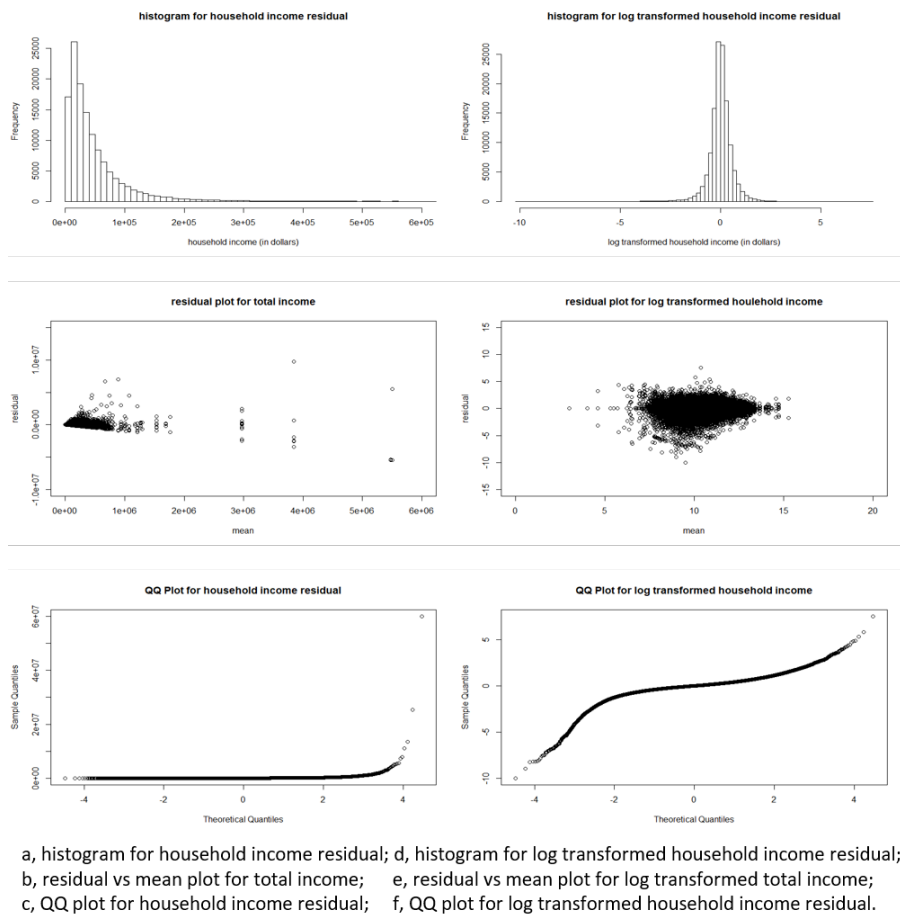 histogram for household income residual
Frequency
0 5000 10000 15000 20000 25000
0e+00 1e+05 2e+05 3e+05 4e+05 5e+05 6e+05
household income (in dollars)
histogram for log transformed household income residual
Frequency
0 5000 10000 15000 20000 25000
-10 -5 0 5
log transformed household income (in dollars)
residual plot for total income
residual
-1.0e+07 0.0e+00 1.0e+07
0e+00 1e+06 2e+06 3e+06 4e+06 5e+06 6e+06
mean
residual plot for log transformed houlehold income
residual
-15 -10 -5 0 5 10 15
0 5 10 15 20
mean
QQ Plot for household income residual
Sample Quantiles
0e+00 2e+07 4e+07 6e+07
-4 -2 0 2 4
Theoretical Quantiles
QQ Plot for log transformed household income
Sample Quantiles
-10 -5 0 5
-4 -2 0 2 4
Theoretical Quantiles
a, histogram for household income residual; d, histogram for log transformed household income residual;
b, residual vs mean plot for total income; e, residual vs mean plot for log transformed total income;
c, QQ plot for household income residual; f, QQ plot for log transformed household income residual.